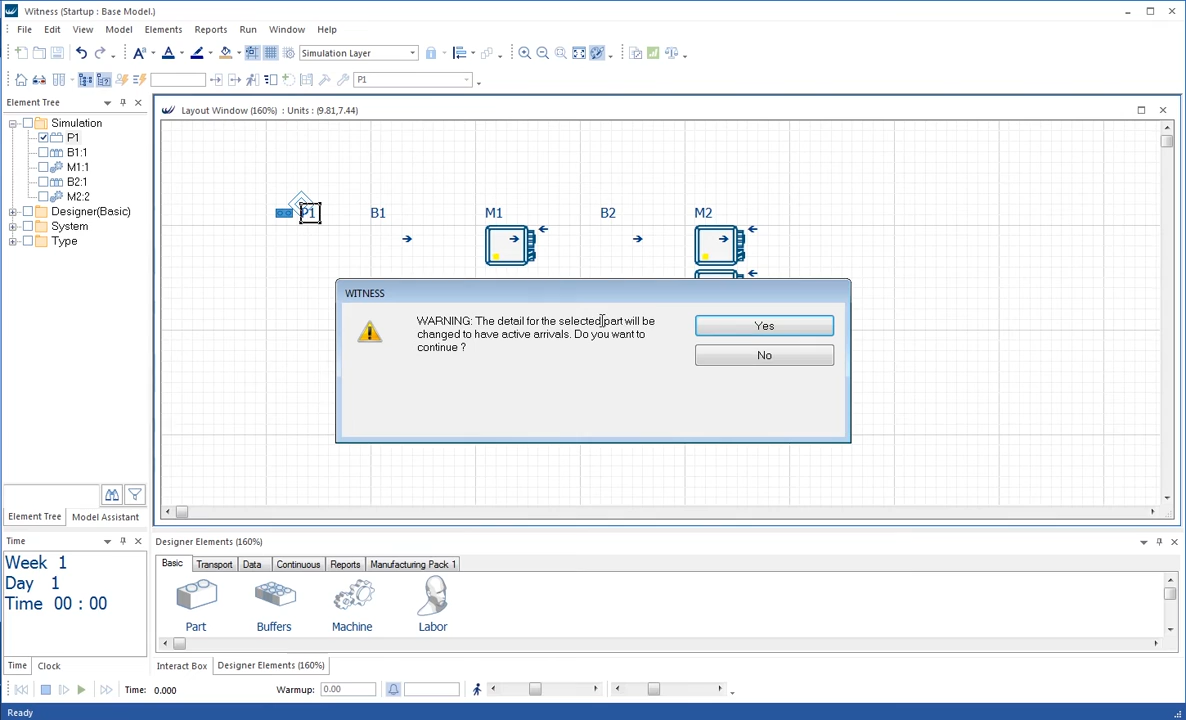 Witness (Startup : Base Model.)
File Edit View Model Elements Reports Run Window Help
Simulation Layer
P1
Element Tree
Layout Window (160%) : Units : (9.81,7.44)
Simulation
P1
B1:1
M1:1
B2:1
M2:2
Designer(Basic)
System
Type
P1 B1 M1 B2 M2
WITNESS
WARNING: The detail for the selected part will be
changed to have active arrivals. Do you want to
continue ?
Yes
No
Element Tree Model Assistant
Time
Week 1
Day 1
Time 00 : 00
Time Clock
Designer Elements (160%)
Basic Transport Data Continuous Reports Manufacturing Pack 1
Part Buffers Machine Labor
Interact Box Designer Elements (160%)
Time: 0.000 Warmup: 0.00
Ready